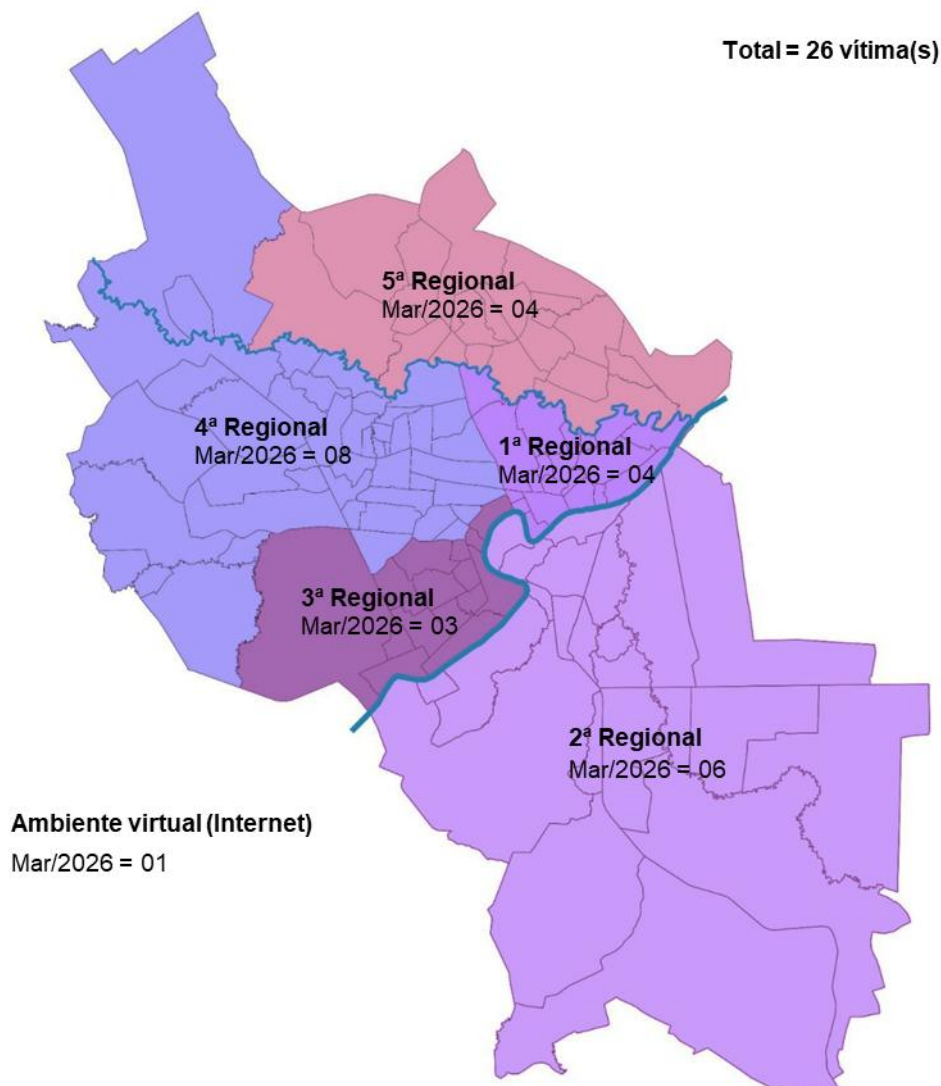 Total = 26 vítima(s)
5ª Regional
Mar/2026 = 04
4ª Regional
Mar/2026 = 08
1ª Regional
Mar/2026 = 04
3ª Regional
Mar/2026 = 03
2ª Regional
Mar/2026 = 06
Ambiente virtual (Internet)
Mar/2026 = 01